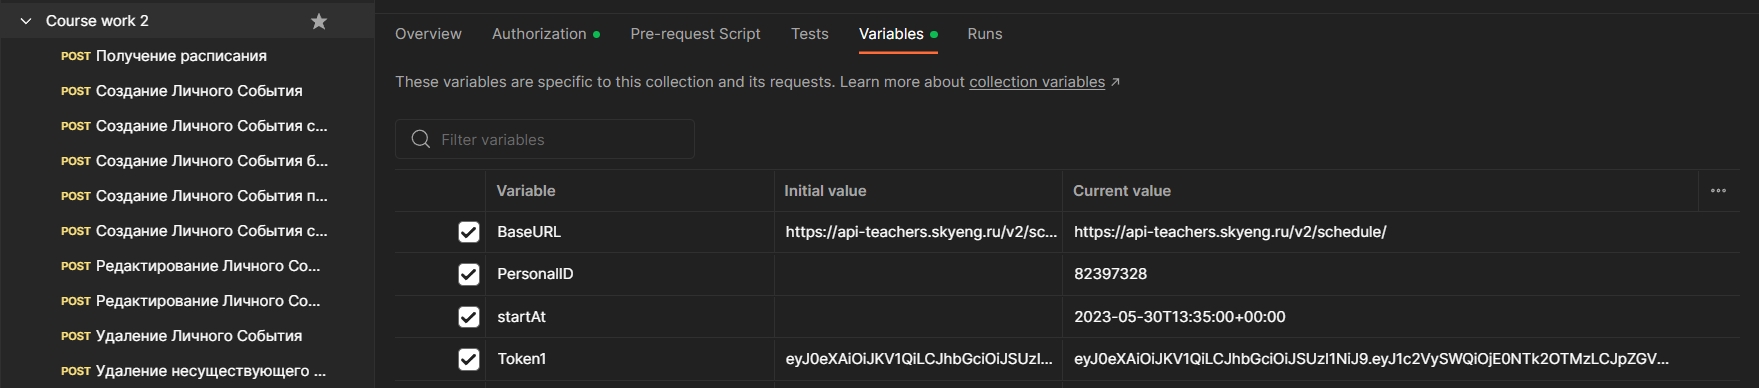 Course work 2
POST Получение расписания
POST Создание Личного События
POST Создание Личного События с...
POST Создание Личного События б...
POST Создание Личного События п...
POST Создание Личного События с...
POST Редактирование Личного Со...
POST Редактирование Личного Со...
POST Удаление Личного События
POST Удаление несуществующего ...
Overview Authorization Pre-request Script Tests Variables Runs
These variables are specific to this collection and its requests. Learn more about collection variables ↗
Filter variables
Variable Initial value Current value
BaseURL https://api-teachers.skyeng.ru/v2/sc... https://api-teachers.skyeng.ru/v2/schedule/
PersonalID 82397328
startAt 2023-05-30T13:35:00+00:00
Token1 eyJ0eXAiOiJKV1QiLCJhbGciOiJSUzI... eyJ0eXAiOiJKV1QiLCJhbGciOiJSUzI1NiJ9.eyJ1c2VySWQiOjE0NTk2OTMzLCJpZGV...